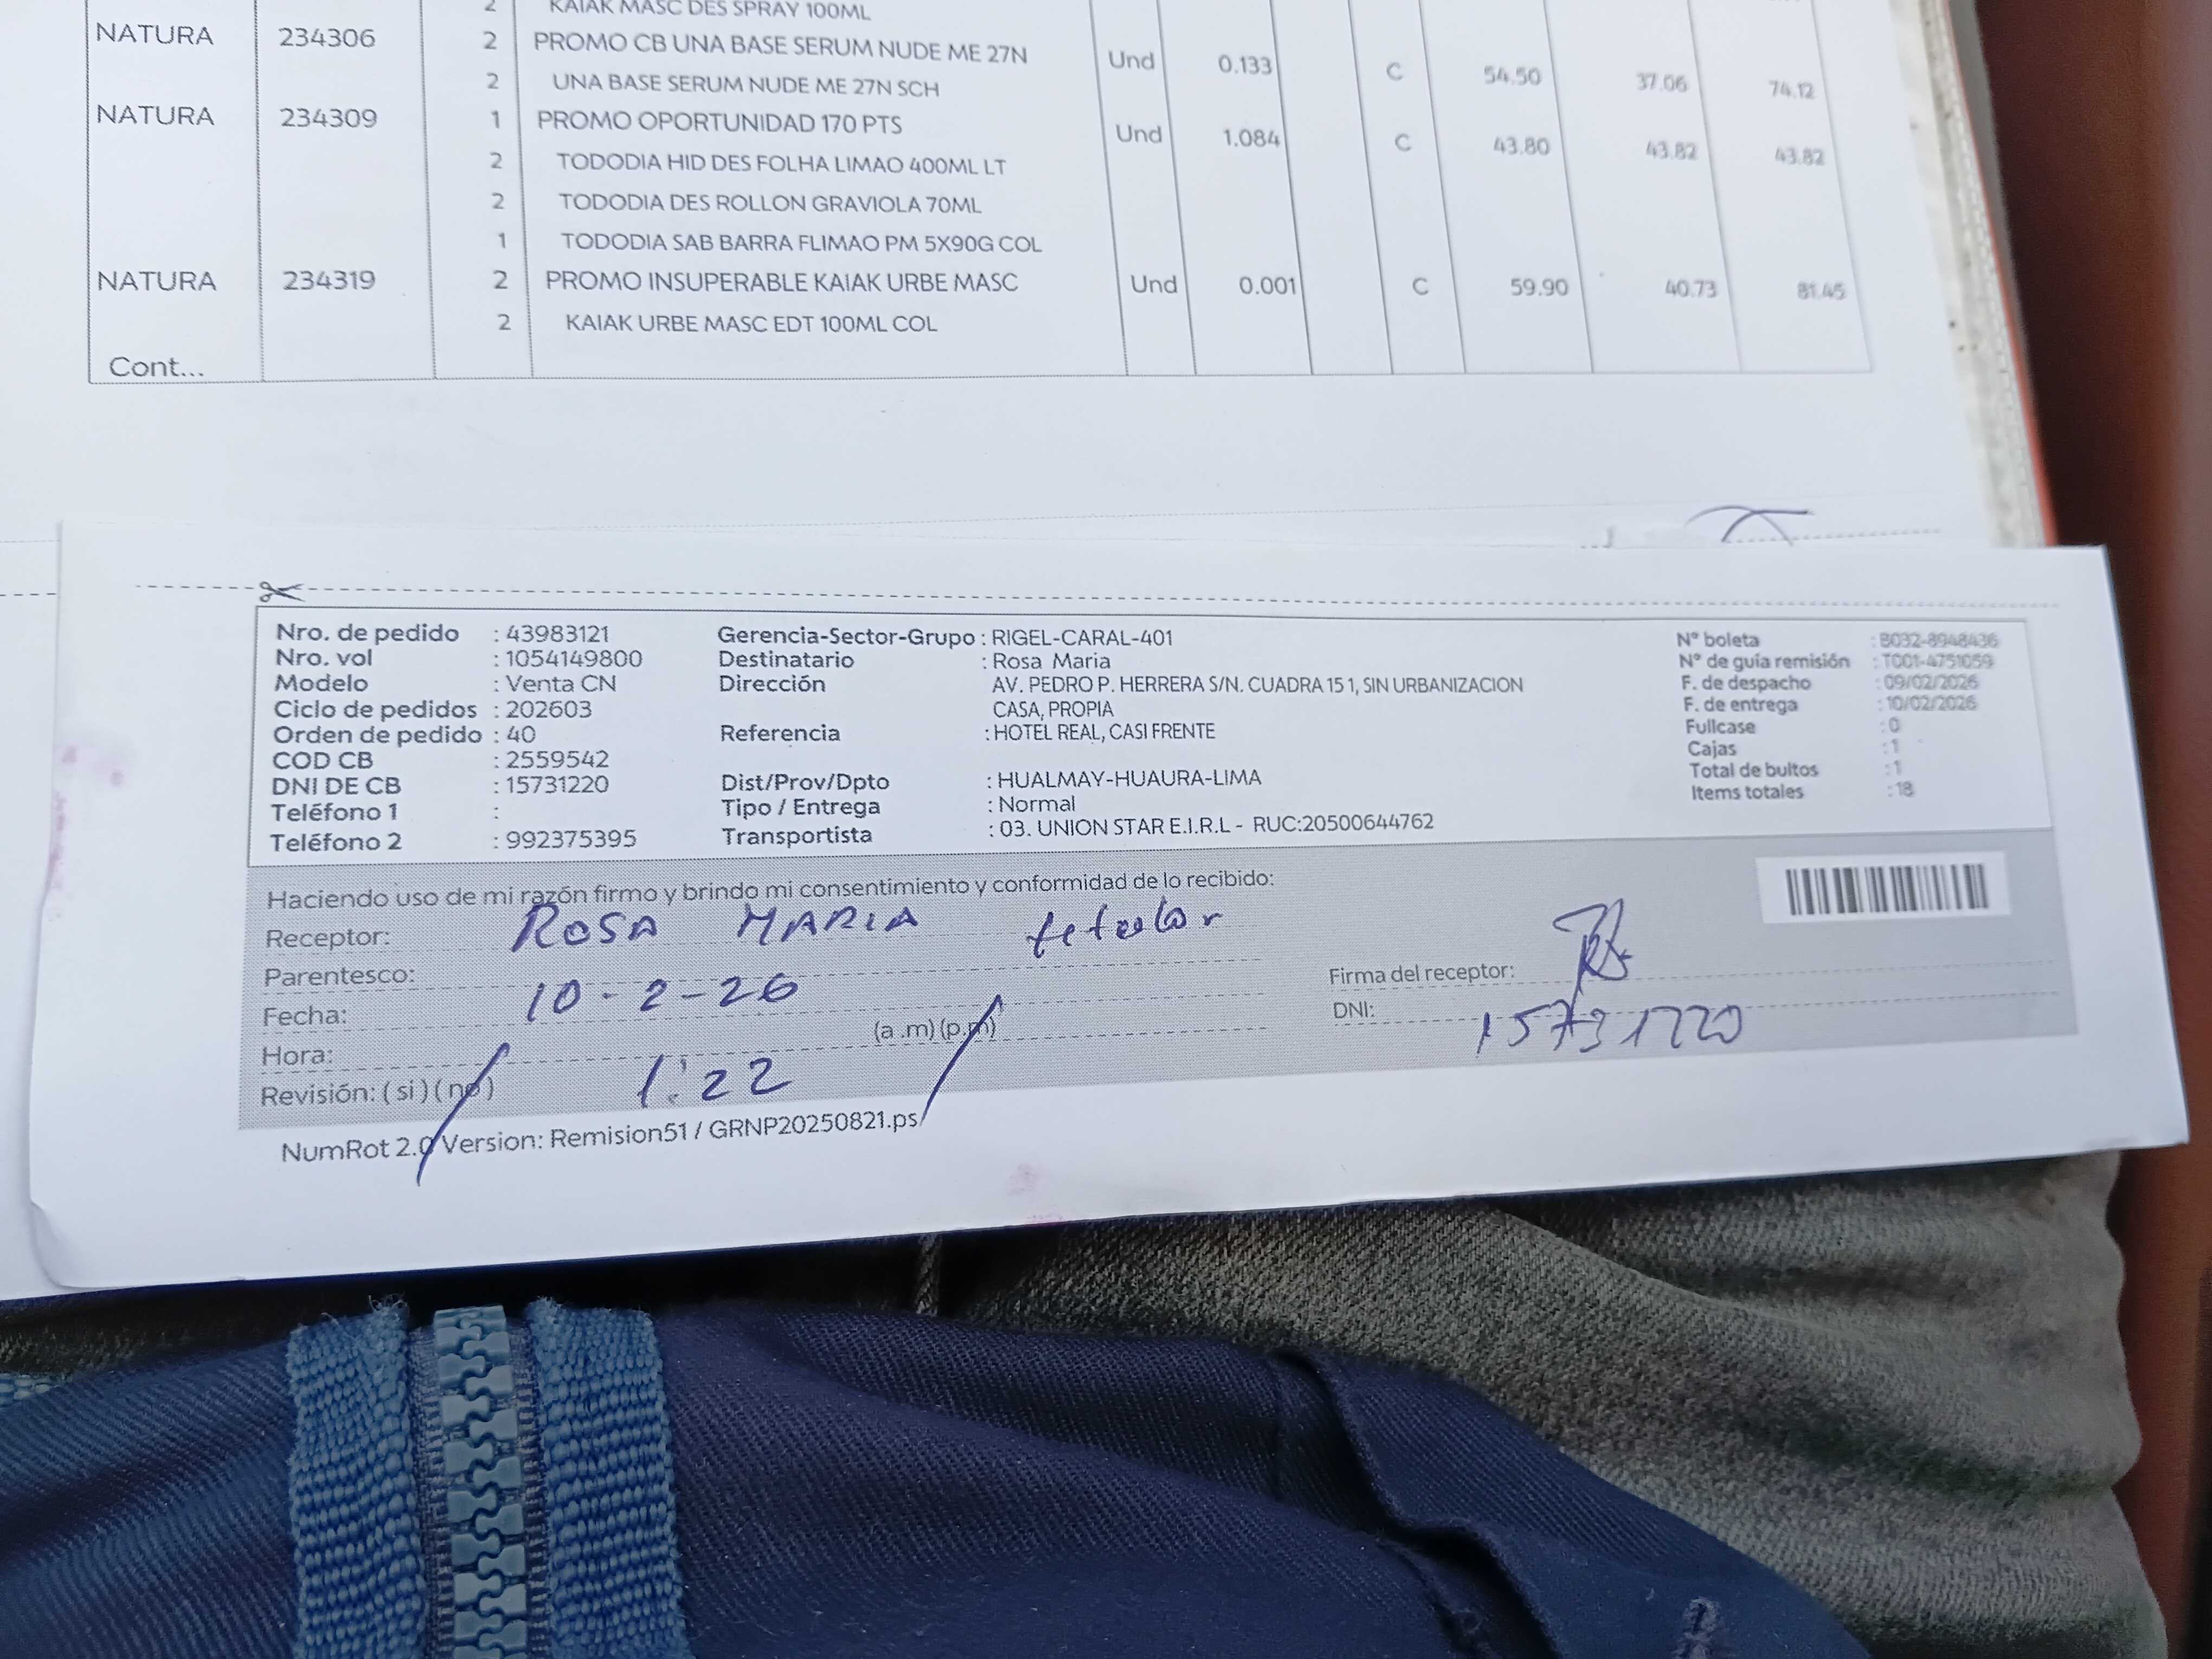 2 KAIAK MASC DES SPRAY 100ML
NATURA 234306 2 PROMO CB UNA BASE SERUM NUDE ME 27N Und 0.133 C 54.50 37.06 74.12
2 UNA BASE SERUM NUDE ME 27N SCH
NATURA 234309 1 PROMO OPORTUNIDAD 170 PTS Und 1.084 C 43.80 43.82 43.82
2 TODODIA HID DES FOLHA LIMAO 400ML LT
2 TODODIA DES ROLLON GRAVIOLA 70ML
1 TODODIA SAB BARRA FLIMAO PM 5X90G COL
NATURA 234319 2 PROMO INSUPERABLE KAIAK URBE MASC Und 0.001 C 59.90 40.73 81.45
2 KAIAK URBE MASC EDT 100ML COL
Cont...
Nro. de pedido : 43983121 Gerencia-Sector-Grupo : RIGEL-CARAL-401 N° boleta : B032-8948436
Nro. vol : 1054149800 Destinatario : Rosa Maria N° de guía remisión : T001-4751059
Modelo : Venta CN Dirección AV. PEDRO P. HERRERA S/N. CUADRA 15 1, SIN URBANIZACION F. de despacho : 09/02/2026
Ciclo de pedidos : 202603 CASA, PROPIA F. de entrega : 10/02/2026
Orden de pedido : 40 Referencia : HOTEL REAL, CASI FRENTE Fullcase : 0
COD CB : 2559542 Cajas : 1
DNI DE CB : 15731220 Dist/Prov/Dpto : HUALMAY-HUAURA-LIMA Total de bultos : 1
Teléfono 1 : Tipo / Entrega : Normal Items totales : 18
Teléfono 2 : 992375395 Transportista : 03. UNION STAR E.I.R.L - RUC:20500644762
Haciendo uso de mi razón firmo y brindo mi consentimiento y conformidad de lo recibido:
Receptor: ROSA MARIA
Parentesco: Firma del receptor:
Fecha: 10-2-26 DNI: 15731220
Hora: (a .m) (p.m)
Revisión: ( si ) ( no ) 1:22
NumRot 2.0 Version: Remision51 / GRNP20250821.ps/